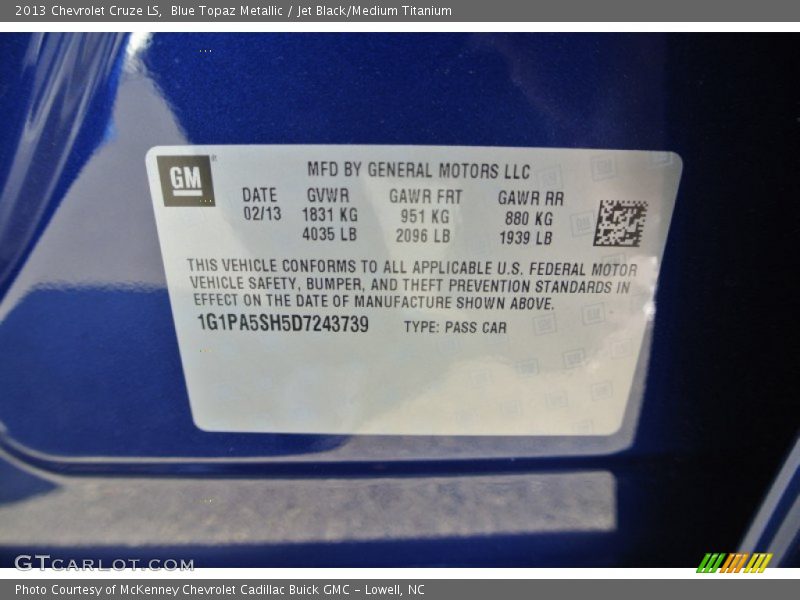 2013 Chevrolet Cruze LS, Blue Topaz Metallic / Jet Black/Medium Titanium
GM
MFD BY GENERAL MOTORS LLC
DATE GVWR GAWR FRT GAWR RR
02/13 1831 KG 951 KG 880 KG
4035 LB 2096 LB 1939 LB
THIS VEHICLE CONFORMS TO ALL APPLICABLE U.S. FEDERAL MOTOR
VEHICLE SAFETY, BUMPER, AND THEFT PREVENTION STANDARDS IN
EFFECT ON THE DATE OF MANUFACTURE SHOWN ABOVE.
1G1PA5SH5D7243739 TYPE: PASS CAR
GTCARLOT.COM
Photo Courtesy of McKenney Chevrolet Cadillac Buick GMC - Lowell, NC